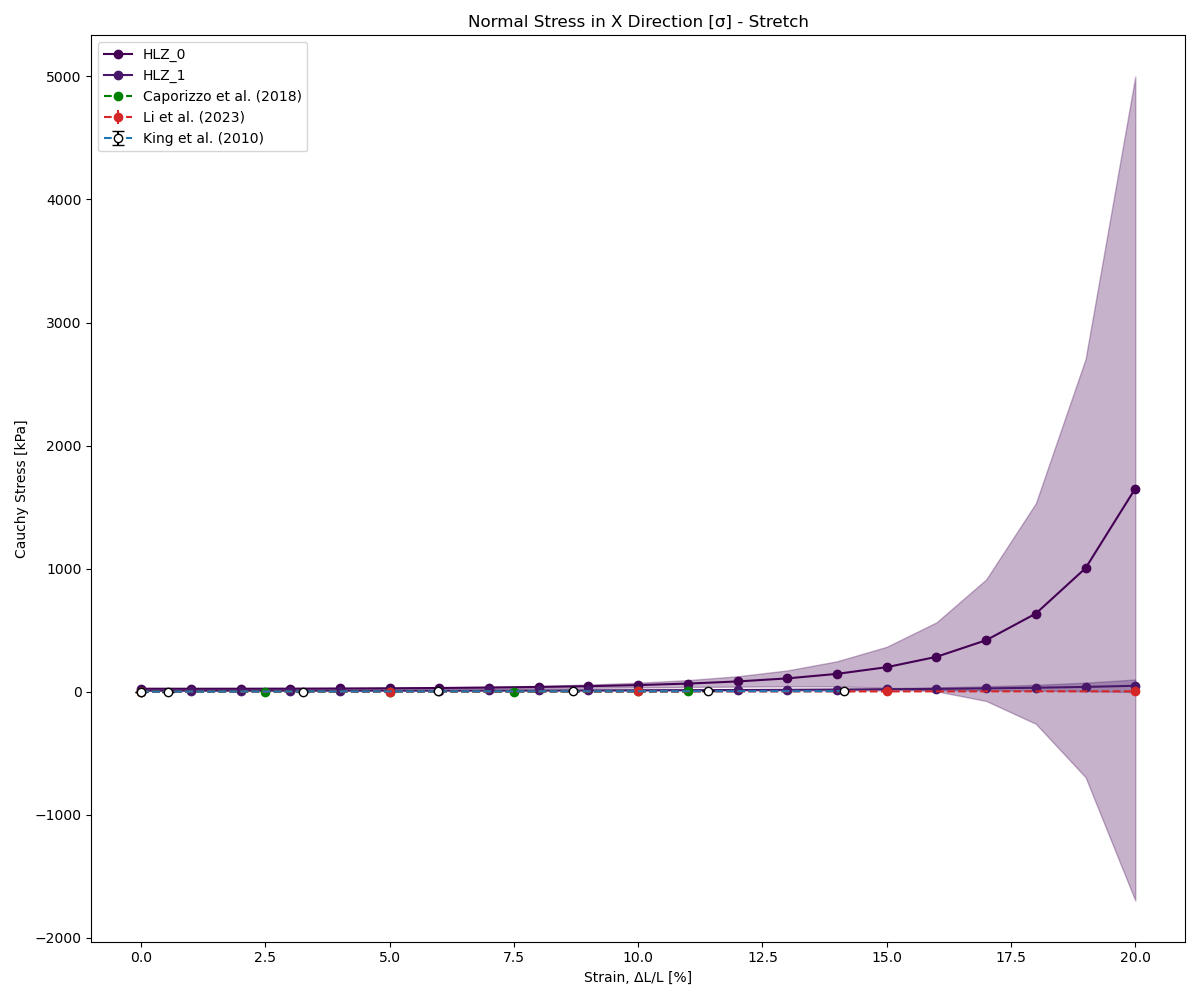 Normal Stress in X Direction [σ] - Stretch
HLZ_0
HLZ_1
Caporizzo et al. (2018)
Li et al. (2023)
King et al. (2010)
Cauchy Stress [kPa]
5000
4000
3000
2000
1000
0
−1000
−2000
0.0 2.5 5.0 7.5 10.0 12.5 15.0 17.5 20.0
Strain, ΔL/L [%]